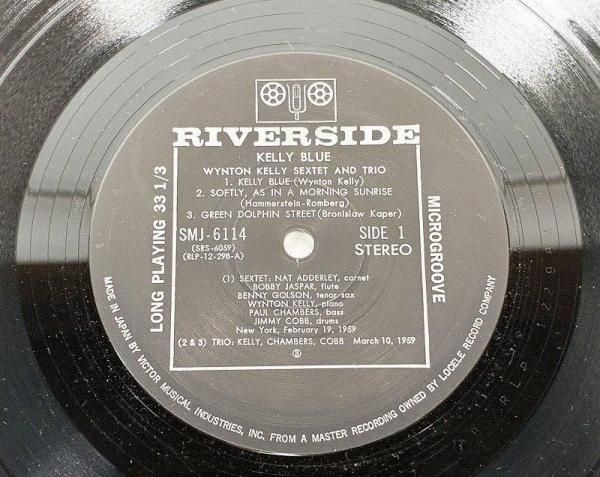 RIVERSIDE
KELLY BLUE
WYNTON KELLY SEXTET AND TRIO
1. KELLY BLUE (Wynton Kelly)
2. SOFTLY, AS IN A MORNING SUNRISE
(Hammerstein-Romberg)
3. GREEN DOLPHIN STREET (Bronislaw Kaper)
SMJ-6114
(SRS-6059)
(RLP-12-298-A)
SIDE 1
STEREO
(1) SEXTET: NAT ADDERLEY, cornet
BOBBY JASPAR, flute
BENNY GOLSON, tenor sax
WYNTON KELLY, piano
PAUL CHAMBERS, bass
JIMMY COBB, drums
New York, February 19, 1959
(2 & 3) TRIO: KELLY, CHAMBERS, COBB March 10, 1959
LONG PLAYING 33 1/3
MICROGROOVE
MADE IN JAPAN BY VICTOR MUSICAL INDUSTRIES, INC. FROM A MASTER RECORDING OWNED BY LOCELE RECORD COMPANY